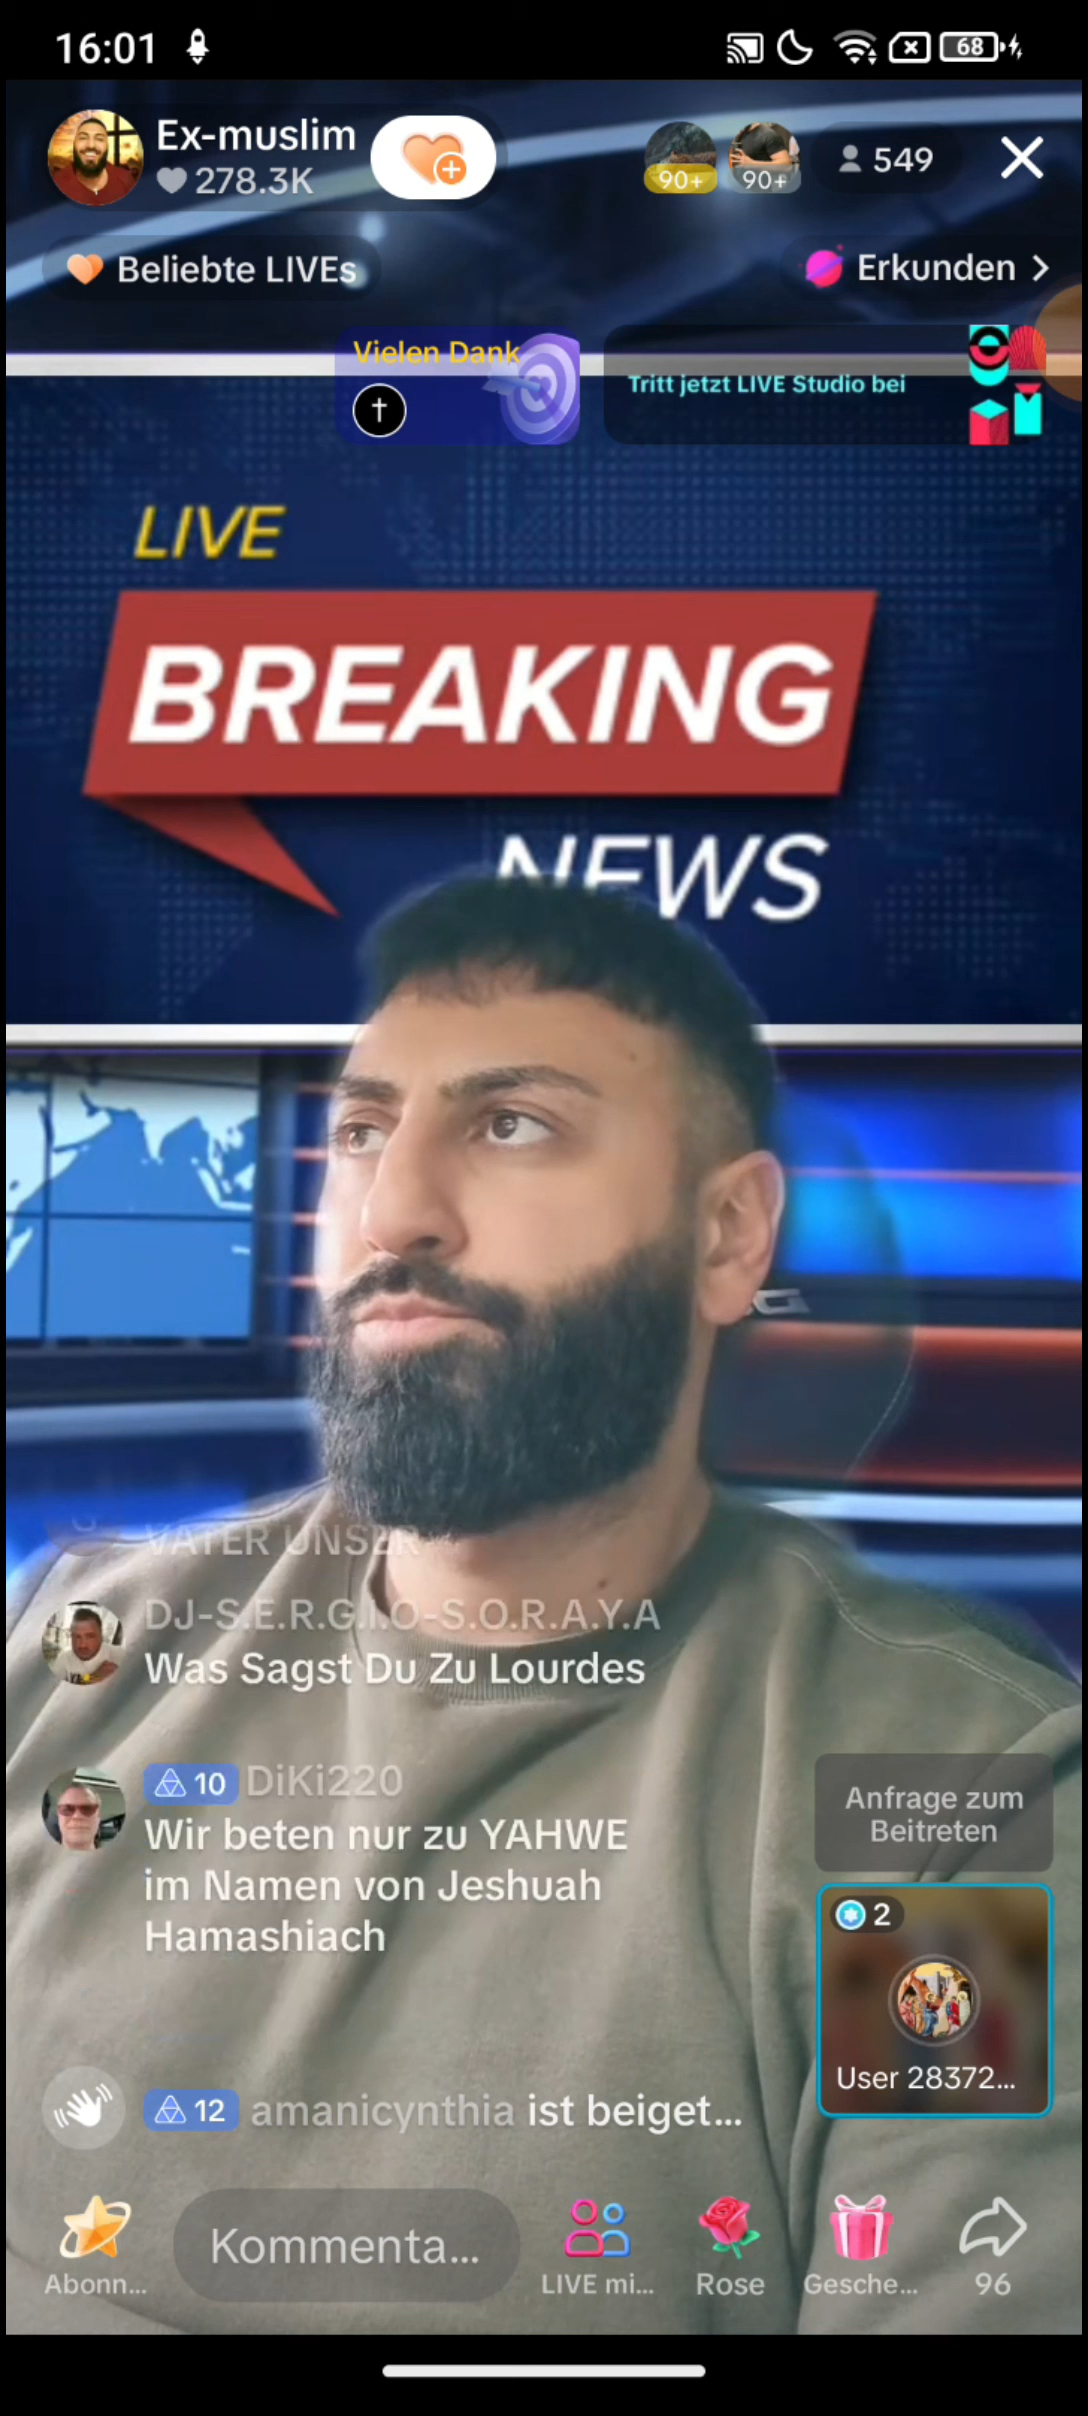 16:01
68
Ex-muslim
278.3K
90+
90+
549
Beliebte LIVEs
Erkunden
Vielen Dank
Tritt jetzt LIVE Studio bei
LIVE
BREAKING
NEWS
VATER UNSER
DJ-S.E.R.G.I.O-S.O.R.A.Y.A
Was Sagst Du Zu Lourdes
10 DiKi220
Wir beten nur zu YAHWE
im Namen von Jeshuah
Hamashiach
Anfrage zum
Beitreten
2
User 28372...
12 amanicynthia ist beiget...
Abonn...
Kommenta...
LIVE mi...
Rose
Gesche...
96